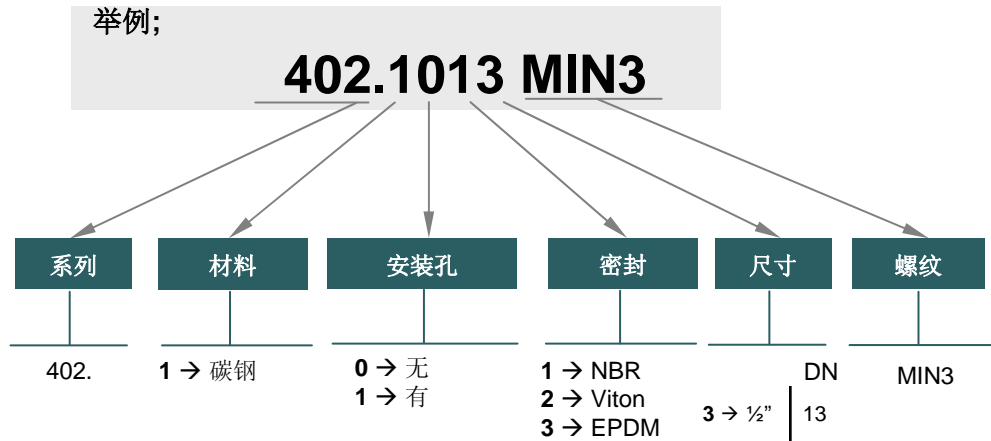 举例;
402.1013 MIN3
系列 材料 安装孔 密封 尺寸 螺纹
402. 1 → 碳钢 0 → 无 1 → NBR DN MIN3
1 → 有 2 → Viton 3 → ½” 13
3 → EPDM